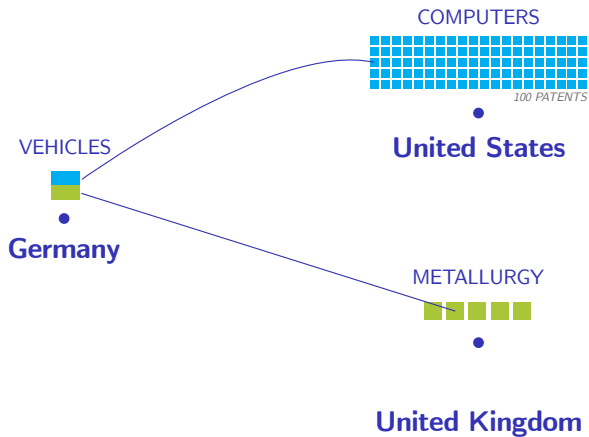 COMPUTERS
100 PATENTS
United States
VEHICLES
Germany
METALLURGY
United Kingdom